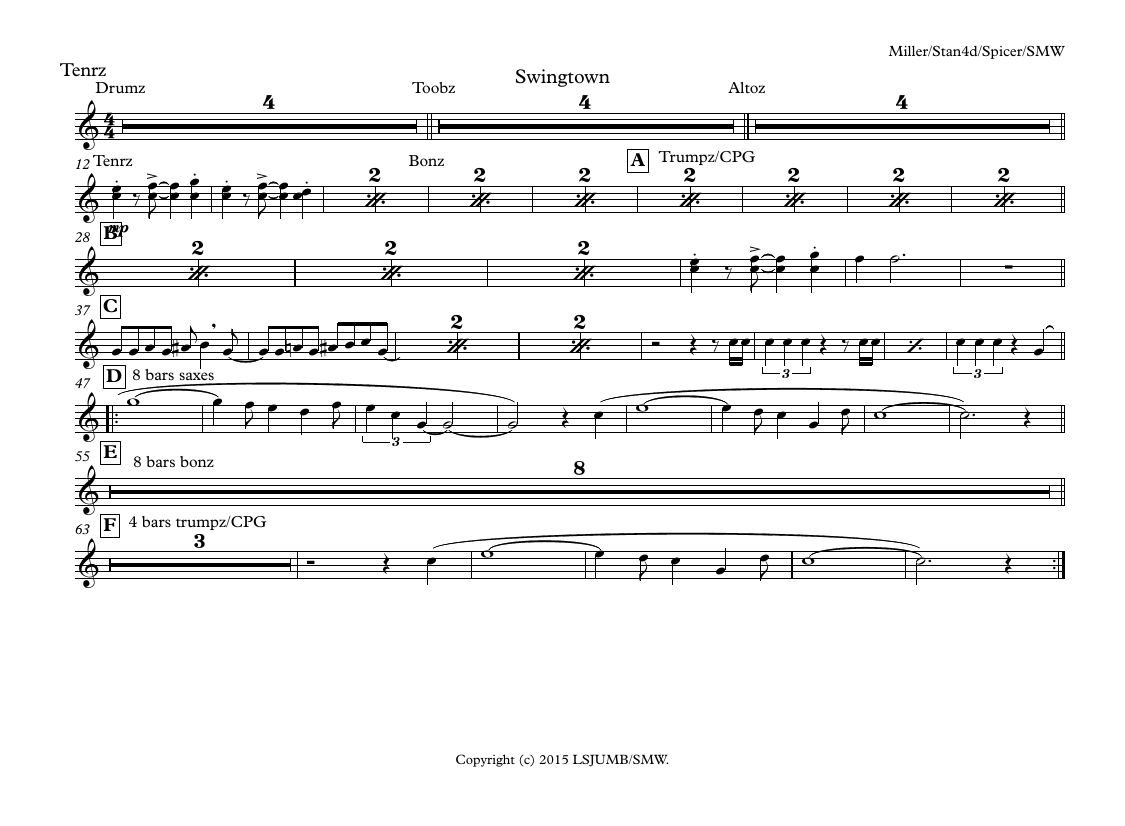 Miller/Stan4d/Spicer/SMW
Tenrz
Swingtown
Drumz Toobz Altoz
4 4 4
4
4
12 Tenrz Bonz A Trumpz/CPG
2 2 2 2 2 2 2
mp
28 B
2 2 2
37 C
2 2
3 3
47 D 8 bars saxes
3
55 E 8 bars bonz
8
63 F 4 bars trumpz/CPG
3
Copyright (c) 2015 LSJUMB/SMW.